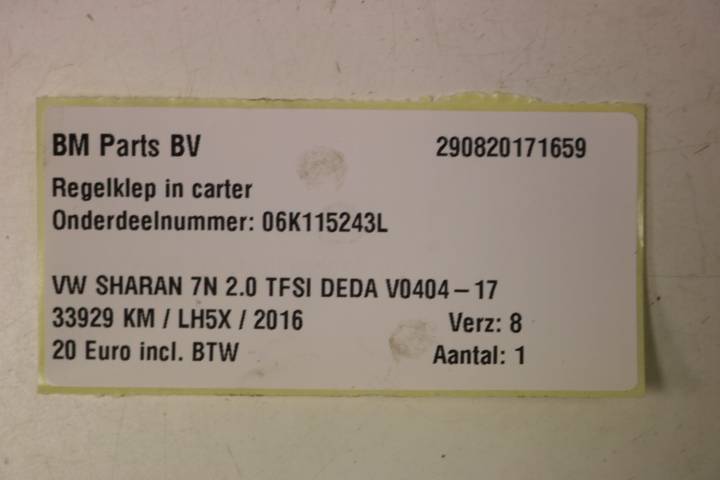 BM Parts BV 290820171659
Regelklep in carter
Onderdeelnummer: 06K115243L
VW SHARAN 7N 2.0 TFSI DEDA V0404-17
33929 KM / LH5X / 2016 Verz: 8
20 Euro incl. BTW Aantal: 1